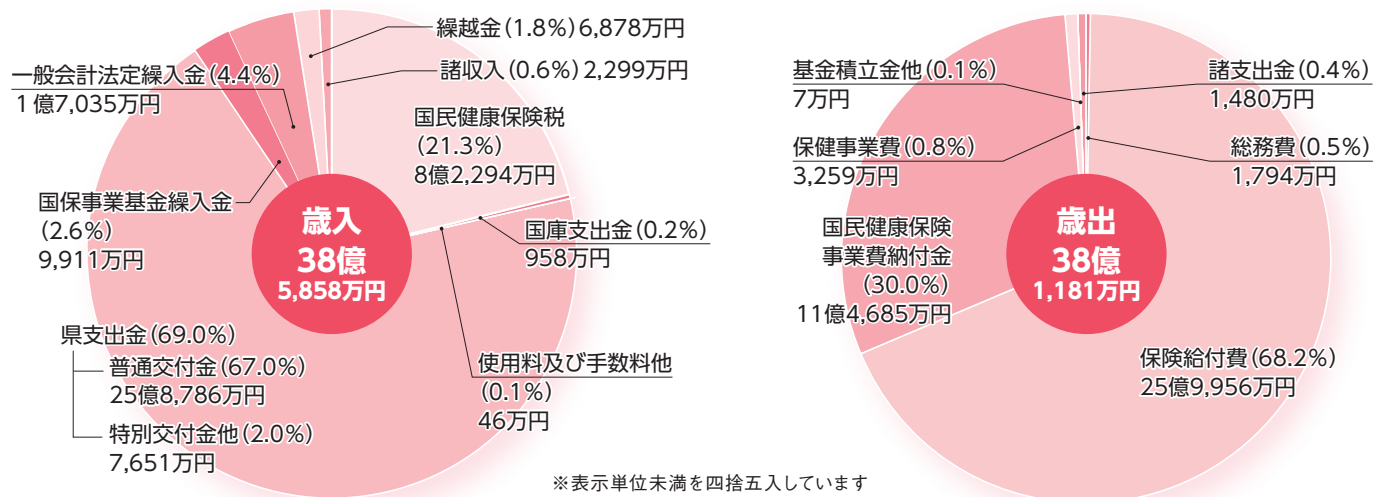 繰越金(1.8%)6,878万円
諸収入(0.6%)2,299万円
一般会計法定繰入金(4.4%)
1億7,035万円
国民健康保険税
(21.3%)
8億2,294万円
国保事業基金繰入金
(2.6%)
9,911万円
歳入
38億
5,858万円
国庫支出金(0.2%)
958万円
県支出金(69.0%)
普通交付金(67.0%)
25億8,786万円
特別交付金他(2.0%)
7,651万円
使用料及び手数料他
(0.1%)
46万円
基金積立金他(0.1%)
7万円
諸支出金(0.4%)
1,480万円
保健事業費(0.8%)
3,259万円
総務費(0.5%)
1,794万円
国民健康保険
事業費納付金
(30.0%)
11億4,685万円
歳出
38億
1,181万円
保険給付費(68.2%)
25億9,956万円
※表示単位未満を四捨五入しています